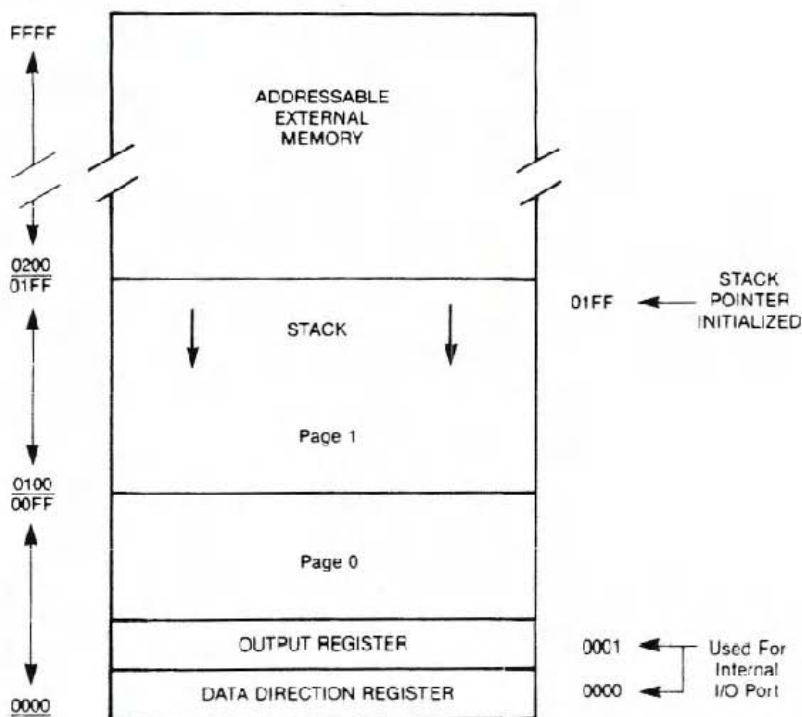 FFFF
ADDRESSABLE
EXTERNAL
MEMORY
0200
01FF
01FF
STACK
POINTER
INITIALIZED
STACK
Page 1
0100
00FF
Page 0
OUTPUT REGISTER
0001
Used For
Internal
I/O Port
DATA DIRECTION REGISTER
0000
0000